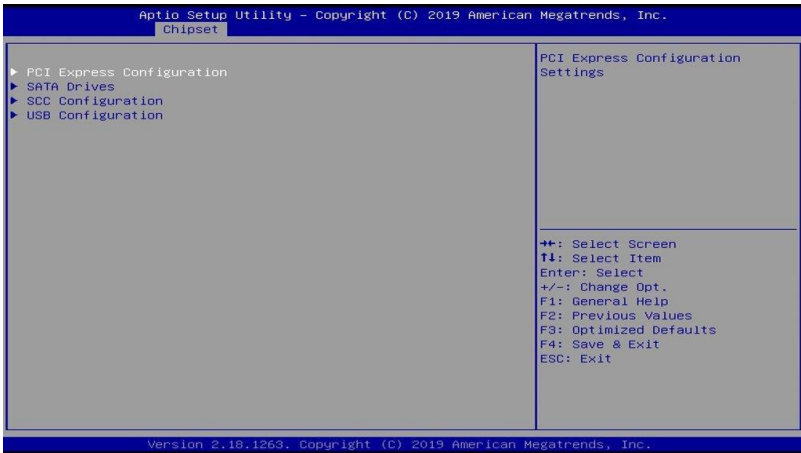 Aptio Setup Utility – Copyright (C) 2019 American Megatrends, Inc.
Chipset
▶ PCI Express Configuration
▶ SATA Drives
▶ SCC Configuration
▶ USB Configuration
PCI Express Configuration
Settings
→←: Select Screen
↑↓: Select Item
Enter: Select
+/-: Change Opt.
F1: General Help
F2: Previous Values
F3: Optimized Defaults
F4: Save & Exit
ESC: Exit
Version 2.18.1263. Copyright (C) 2019 American Megatrends, Inc.